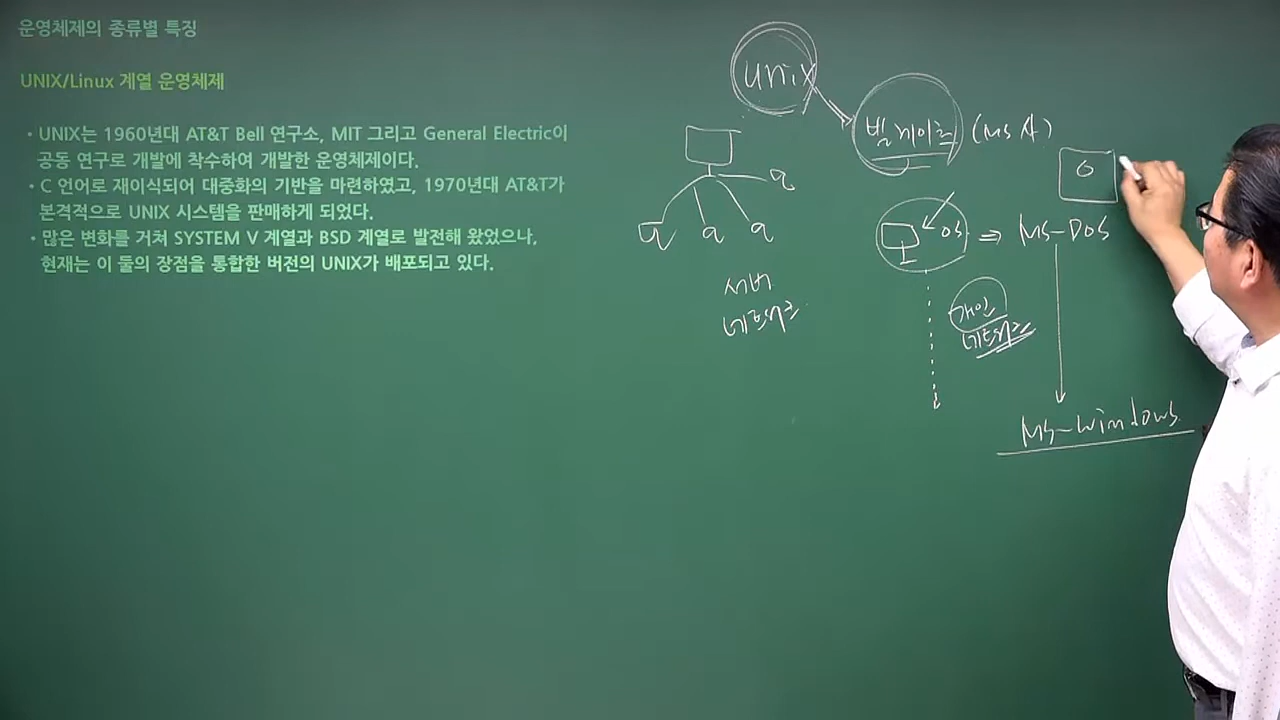 운영체제의 종류별 특징
UNIX/Linux 계열 운영체제
• UNIX는 1960년대 AT&T Bell 연구소, MIT 그리고 General Electric이
공동 연구로 개발에 착수하여 개발한 운영체제이다.
• C 언어로 재이식되어 대중화의 기반을 마련하였고, 1970년대 AT&T가
본격적으로 UNIX 시스템을 판매하게 되었다.
• 많은 변화를 거쳐 SYSTEM V 계열과 BSD 계열로 발전해 왔었으나,
현재는 이 둘의 장점을 통합한 버전의 UNIX가 배포되고 있다.
unix
빌게이츠 (MS사)
OS ⇒ MS-DOS
서버
네트워크
개인
네트워크
MS-Windows